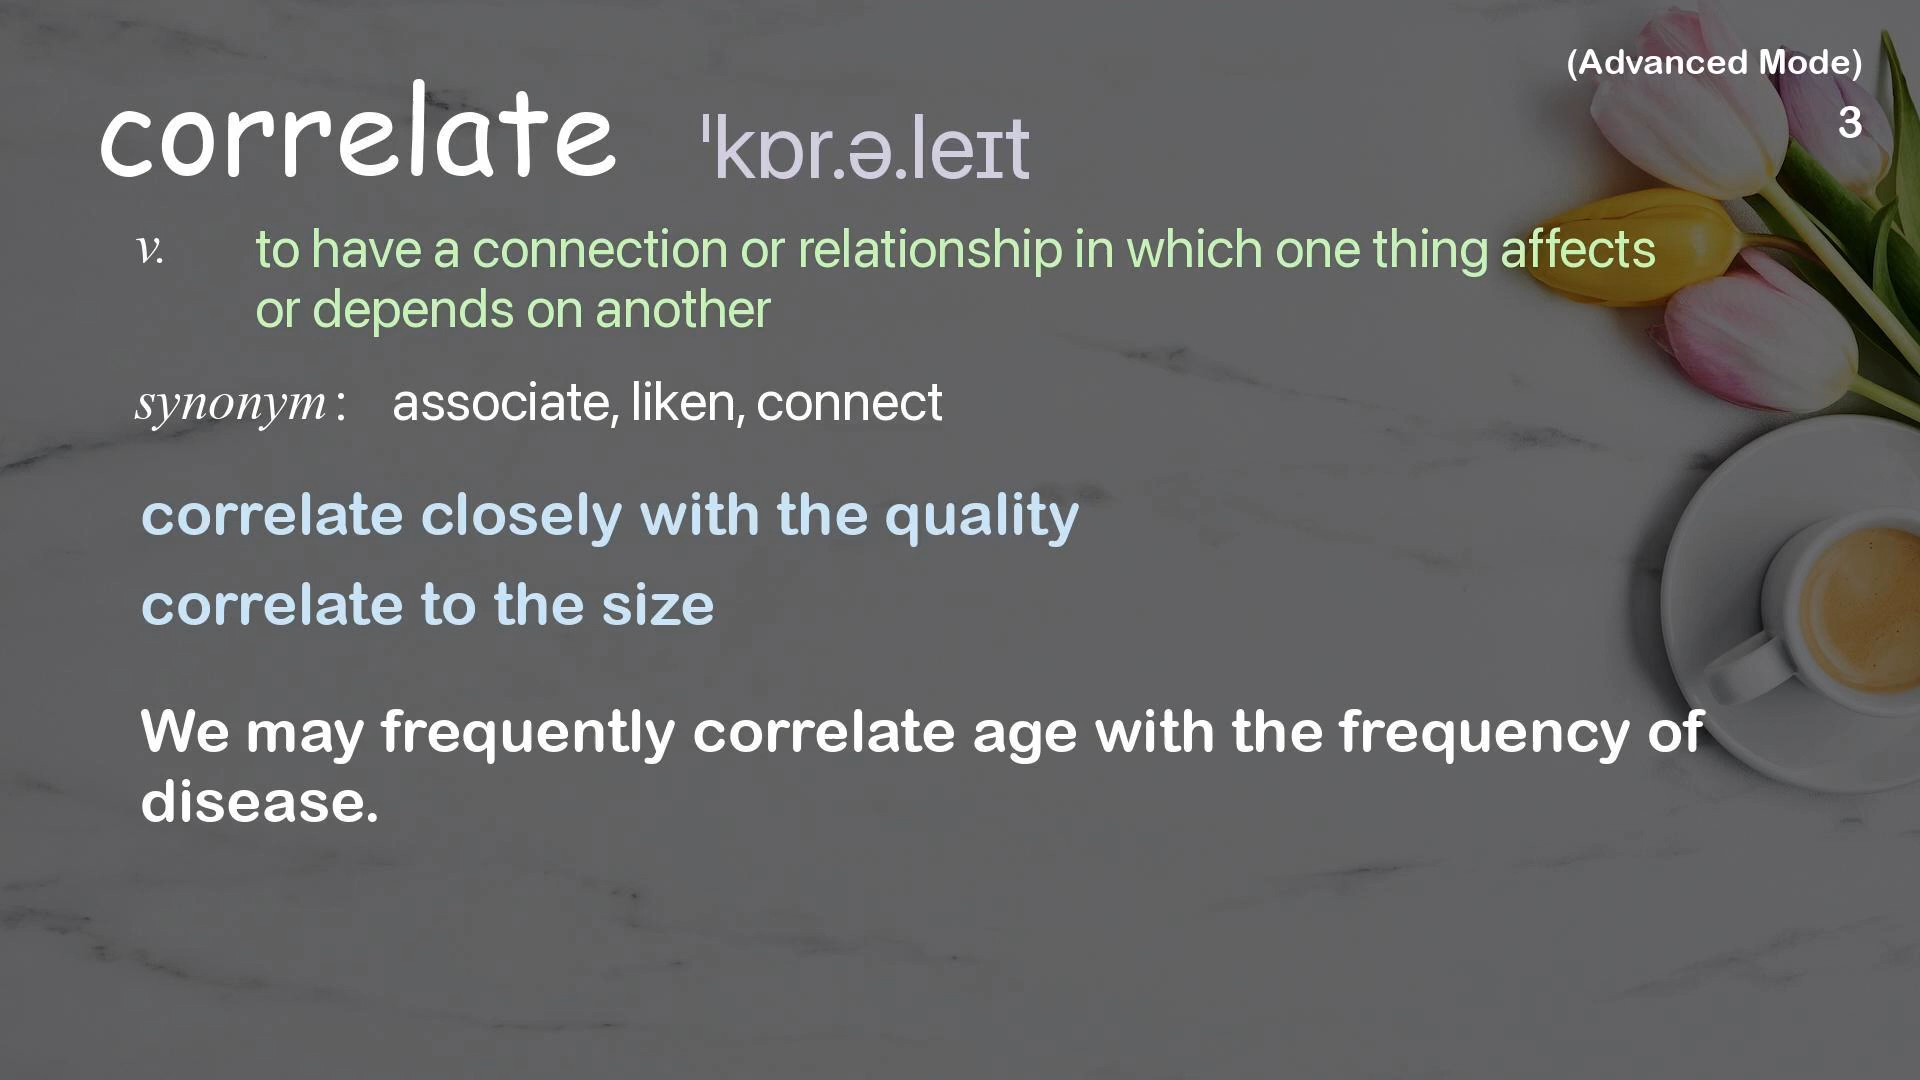 (Advanced Mode)
correlate ˈkɒr.ə.leɪt
3
v. to have a connection or relationship in which one thing affects
or depends on another
synonym : associate, liken, connect
correlate closely with the quality
correlate to the size
We may frequently correlate age with the frequency of
disease.